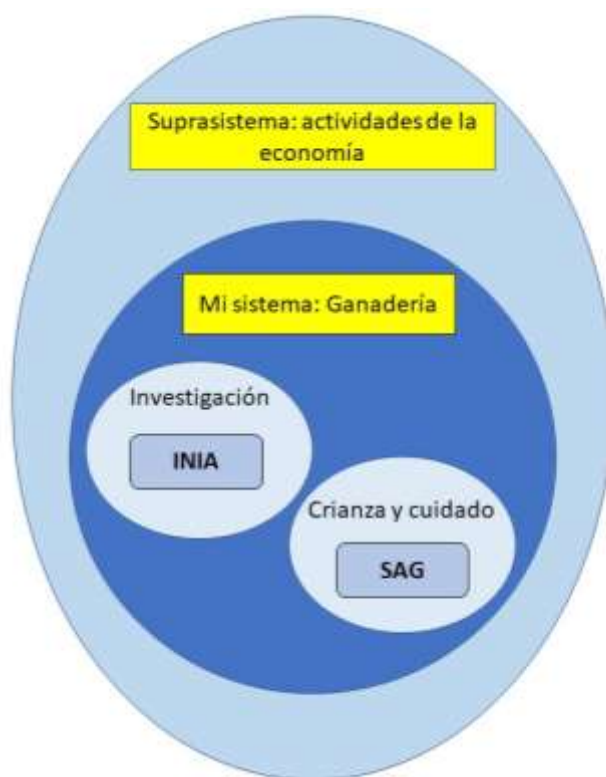 Suprasistema: actividades de la
economía
Mi sistema: Ganadería
Investigación
INIA
Crianza y cuidado
SAG